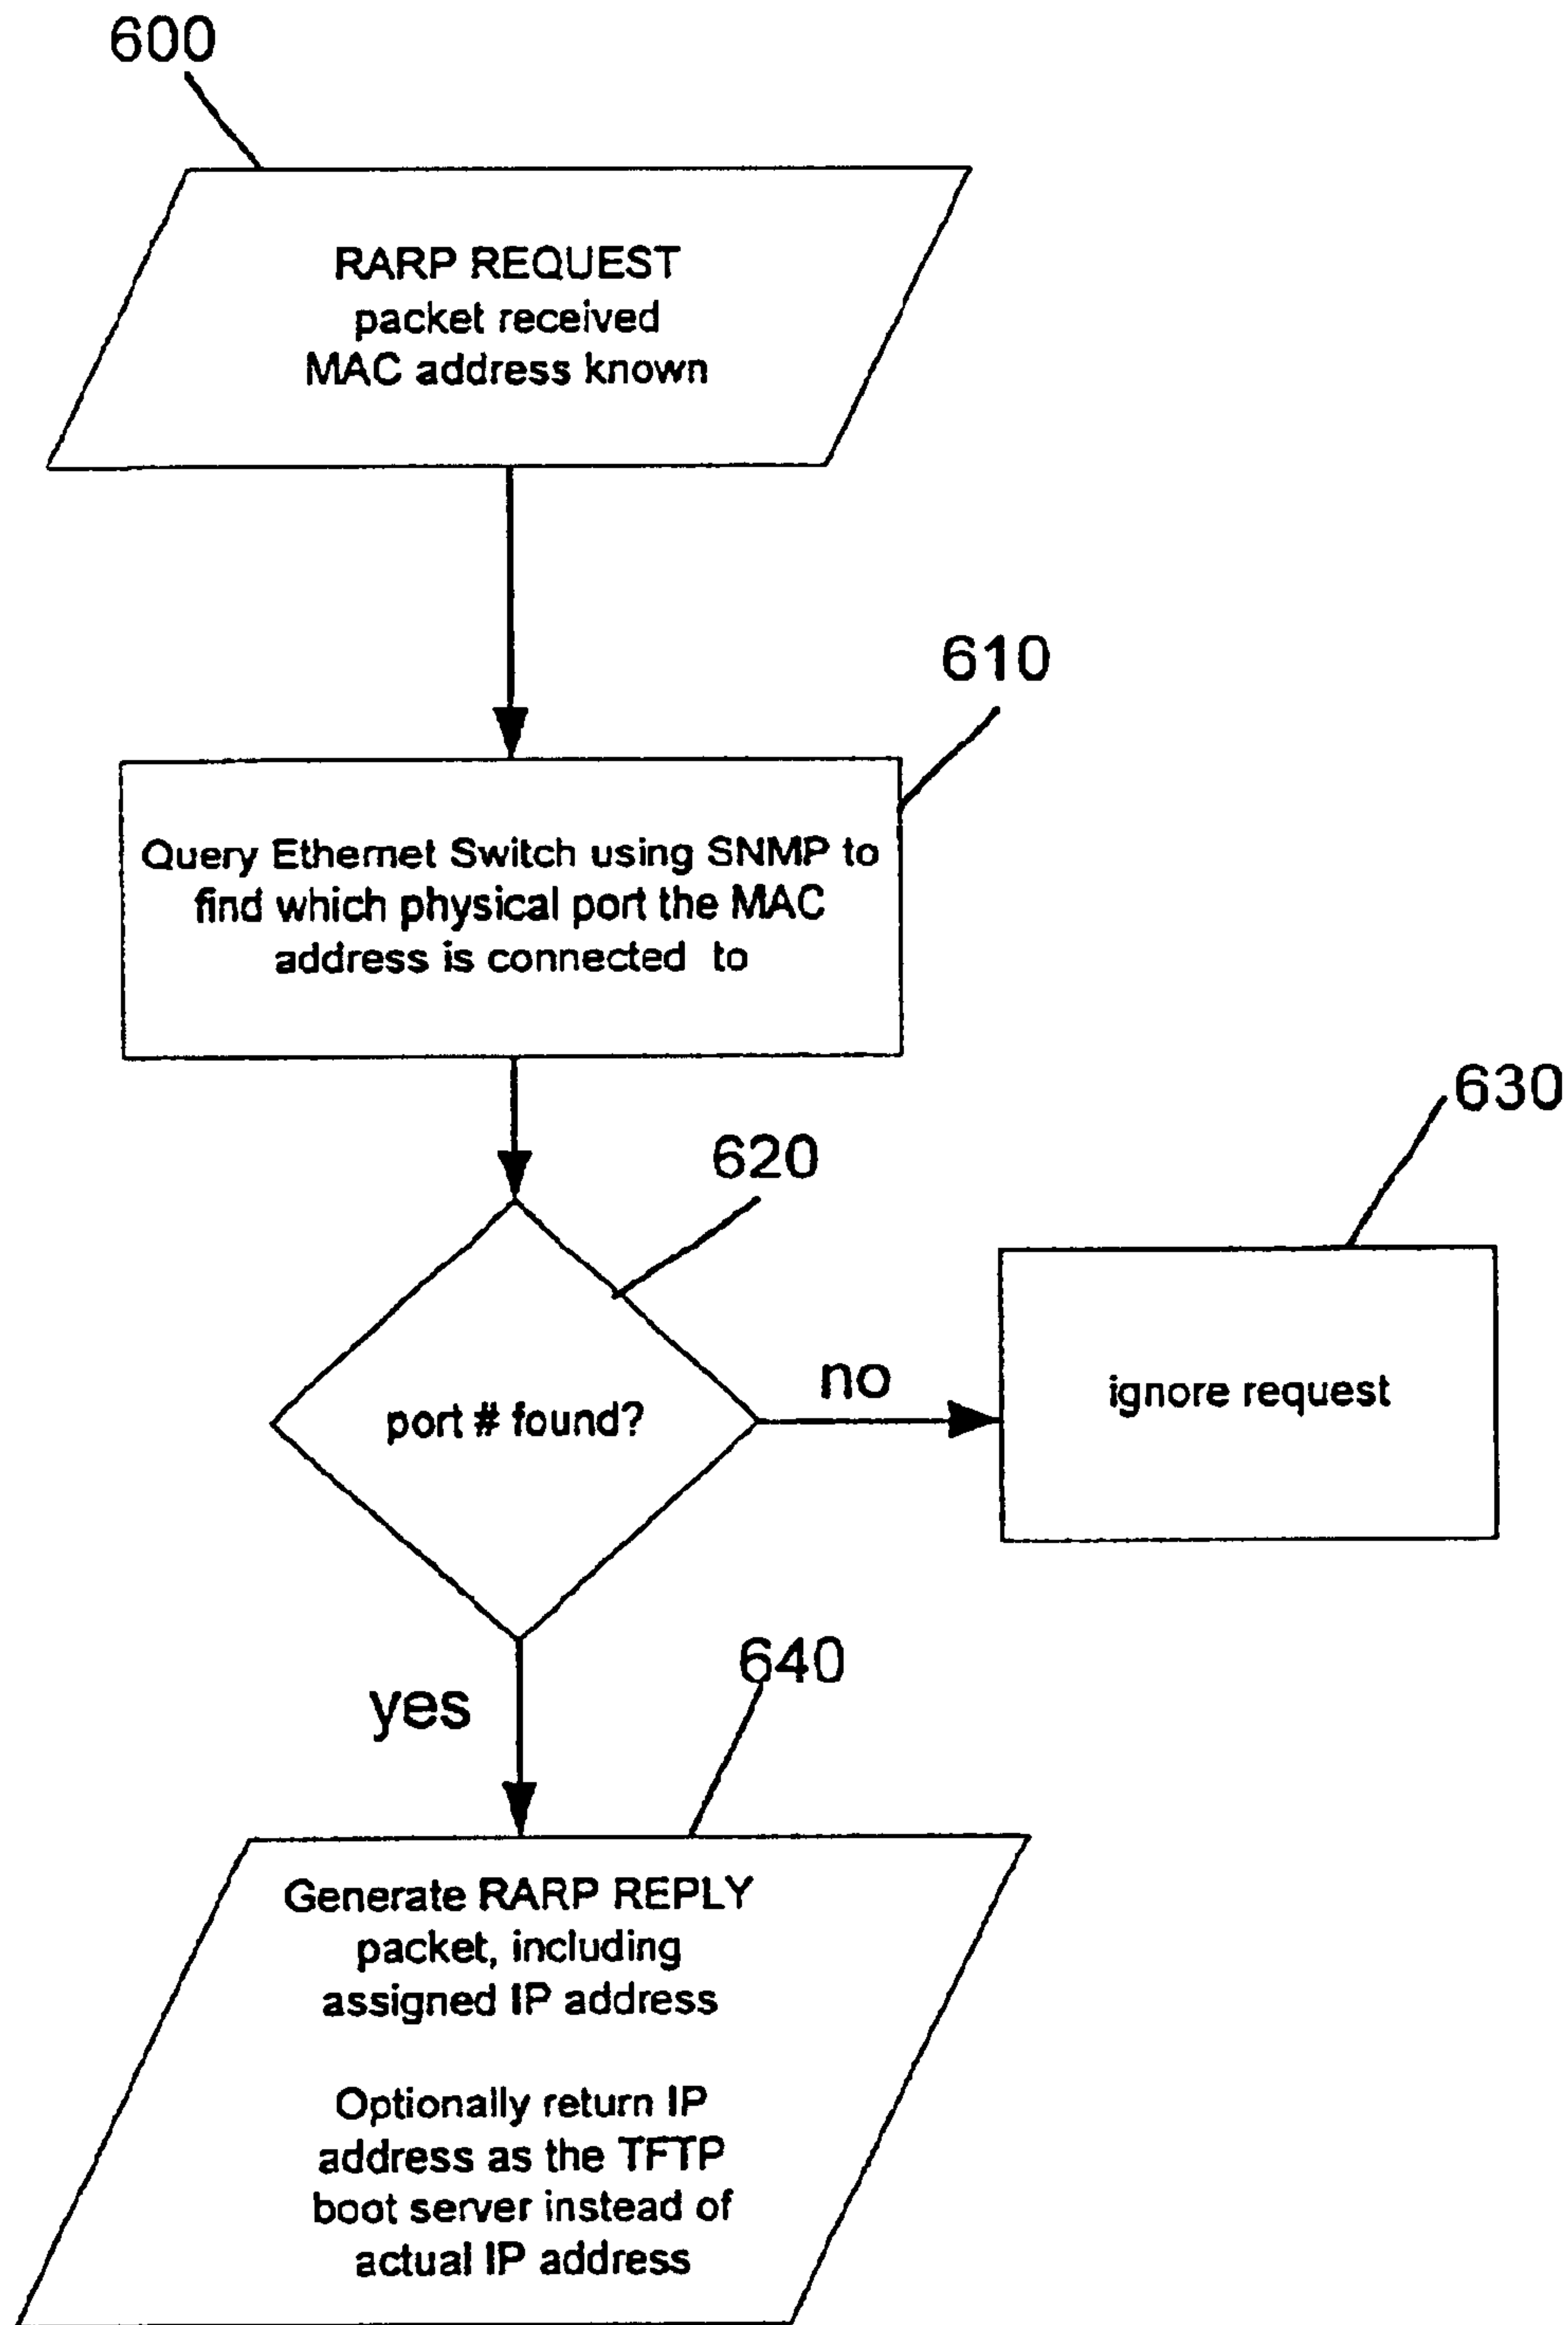 600
RARP REQUEST
packet received
MAC address known
610
Query Ethernet Switch using SNMP to
find which physical port the MAC
address is connected to
620
630
port # found?
no
ignore request
yes
640
Generate RARP REPLY
packet, including
assigned IP address
Optionally return IP
address as the TFTP
boot server instead of
actual IP address